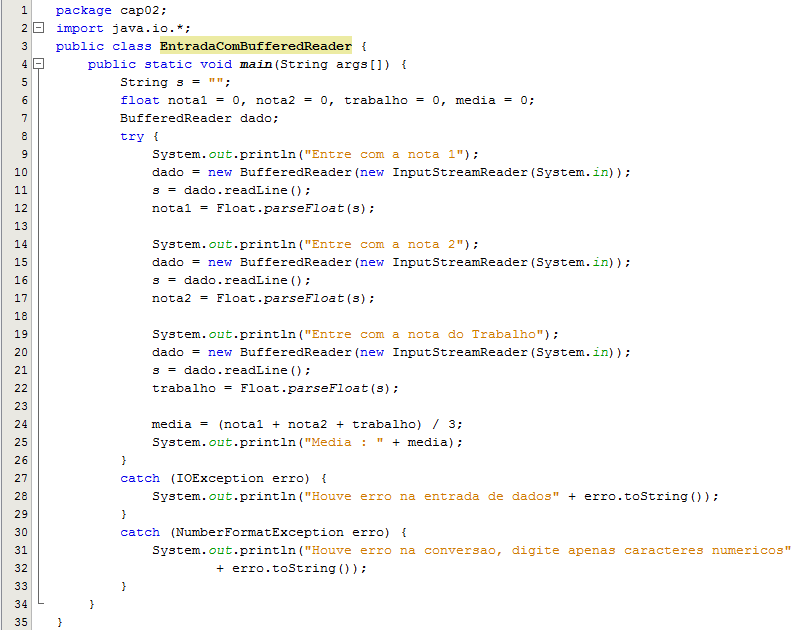 1 package cap02;
2 import java.io.*;
3 public class EntradaComBufferedReader {
4     public static void main(String args[]) {
5         String s = "";
6         float nota1 = 0, nota2 = 0, trabalho = 0, media = 0;
7         BufferedReader dado;
8         try {
9             System.out.println("Entre com a nota 1");
10             dado = new BufferedReader(new InputStreamReader(System.in));
11             s = dado.readLine();
12             nota1 = Float.parseFloat(s);
13
14             System.out.println("Entre com a nota 2");
15             dado = new BufferedReader(new InputStreamReader(System.in));
16             s = dado.readLine();
17             nota2 = Float.parseFloat(s);
18
19             System.out.println("Entre com a nota do Trabalho");
20             dado = new BufferedReader(new InputStreamReader(System.in));
21             s = dado.readLine();
22             trabalho = Float.parseFloat(s);
23
24             media = (nota1 + nota2 + trabalho) / 3;
25             System.out.println("Media : " + media);
26         }
27         catch (IOException erro) {
28             System.out.println("Houve erro na entrada de dados" + erro.toString());
29         }
30         catch (NumberFormatException erro) {
31             System.out.println("Houve erro na conversao, digite apenas caracteres numericos"
32                     + erro.toString());
33         }
34     }
35 }